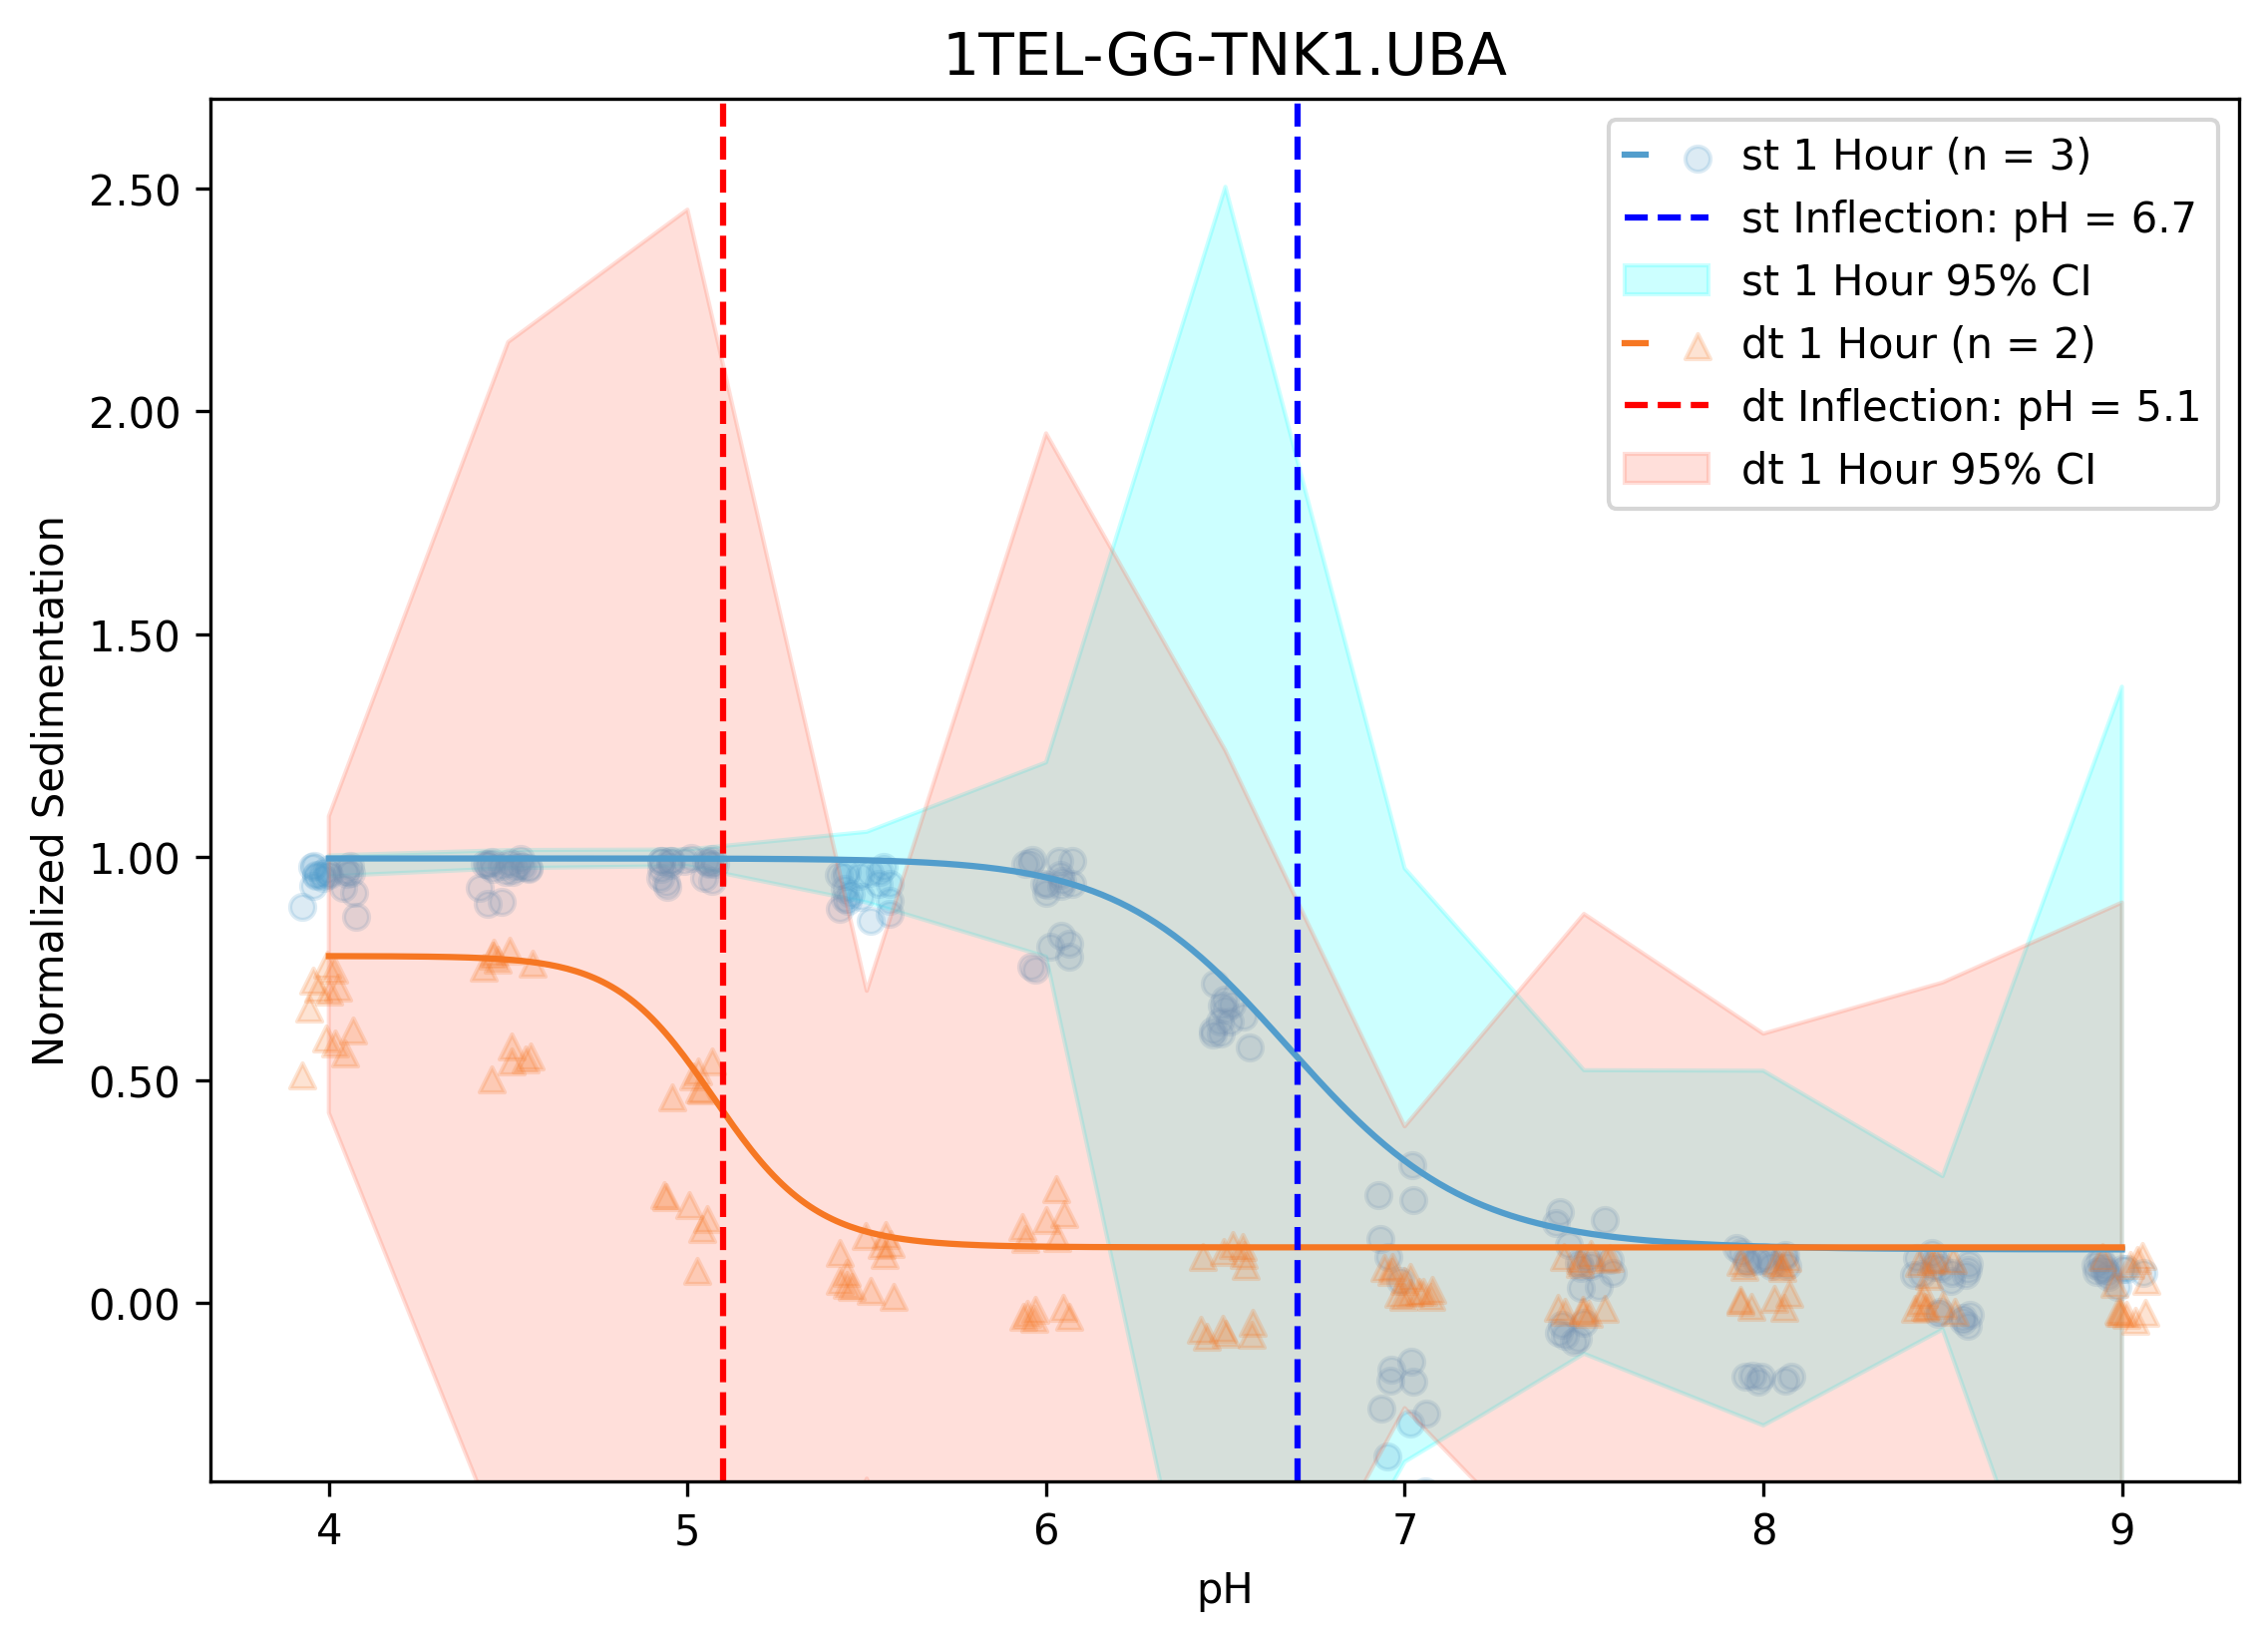 1TEL-GG-TNK1.UBA
st 1 Hour (n = 3)
st Inflection: pH = 6.7
st 1 Hour 95% CI
dt 1 Hour (n = 2)
dt Inflection: pH = 5.1
dt 1 Hour 95% CI
Normalized Sedimentation
2.50
2.00
1.50
1.00
0.50
0.00
4 5 6 7 8 9
pH